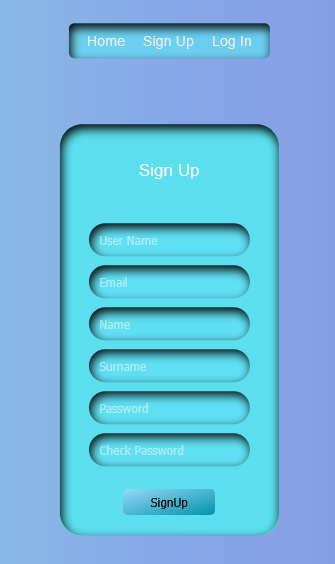 Home Sign Up Log In
Sign Up
User Name
Email
Name
Surname
Password
Check Password
SignUp